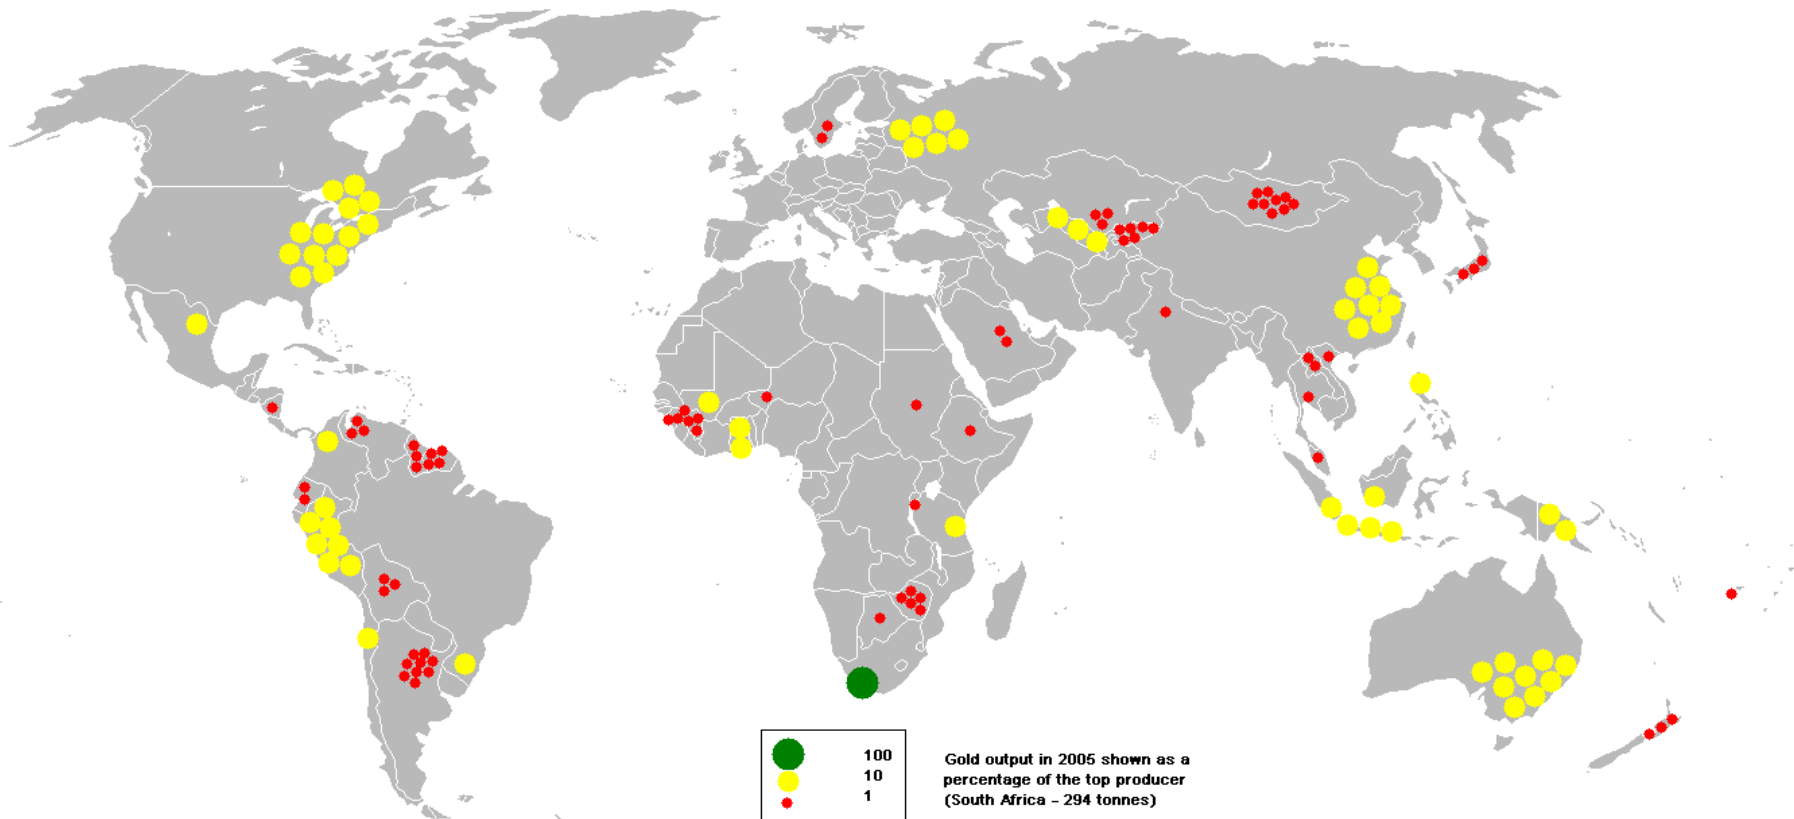 100
10
1
Gold output in 2005 shown as a
percentage of the top producer
(South Africa - 294 tonnes)